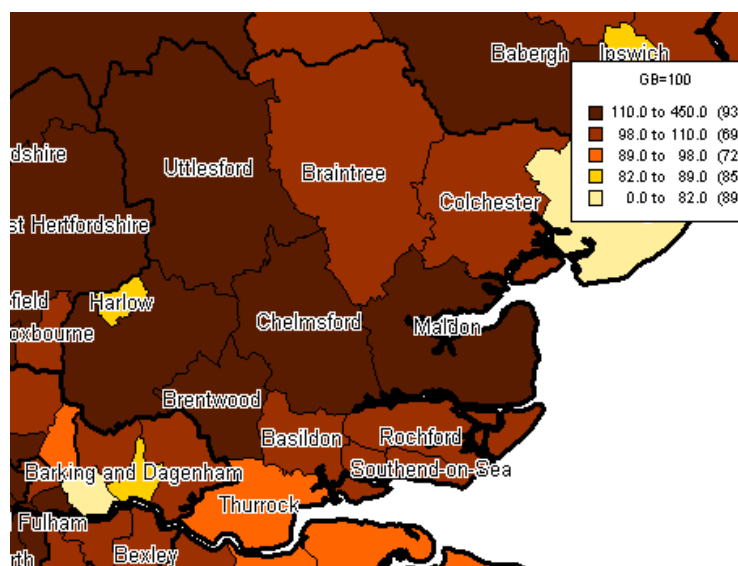 Babergh Ipswich
GB=100
110.0 to 450.0 (93
98.0 to 110.0 (69
89.0 to 98.0 (72
82.0 to 89.0 (85
0.0 to 82.0 (89
dshire
Uttlesford
Braintree
Colchester
st Hertfordshire
field
Harlow
oxbourne
Chelmsford
Maldon
Brentwood
Basildon
Rochford
Barking and Dagenham
Southend-on-Sea
Thurrock
Fulham
rth
Bexley